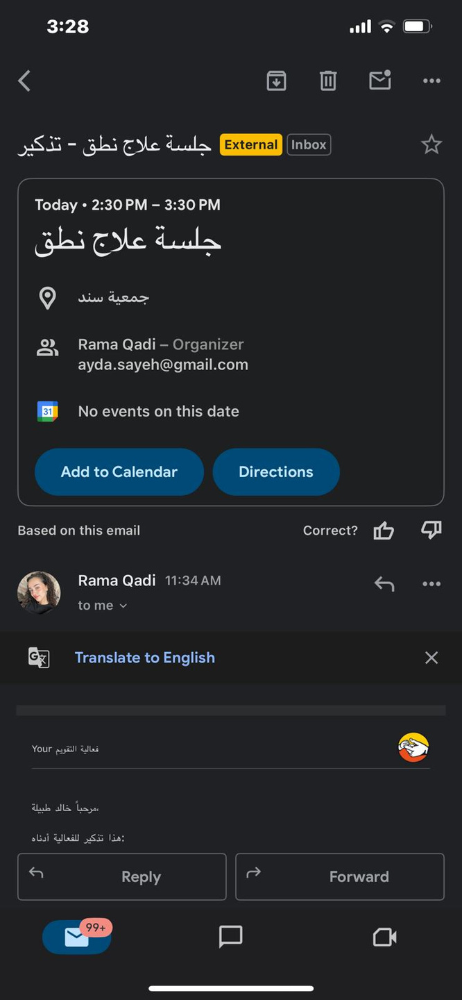 3:28
جلسة علاج نطق - تذكير External Inbox
Today • 2:30 PM – 3:30 PM
جلسة علاج نطق
جمعية سند
Rama Qadi – Organizer
ayda.sayeh@gmail.com
31 No events on this date
Add to Calendar Directions
Based on this email Correct?
Rama Qadi 11:34 AM
to me
G文 Translate to English
Your فعالية التقويم
مرحباً خالد طبيلة،
هذا تذكير للفعالية أدناه:
Reply Forward
99+